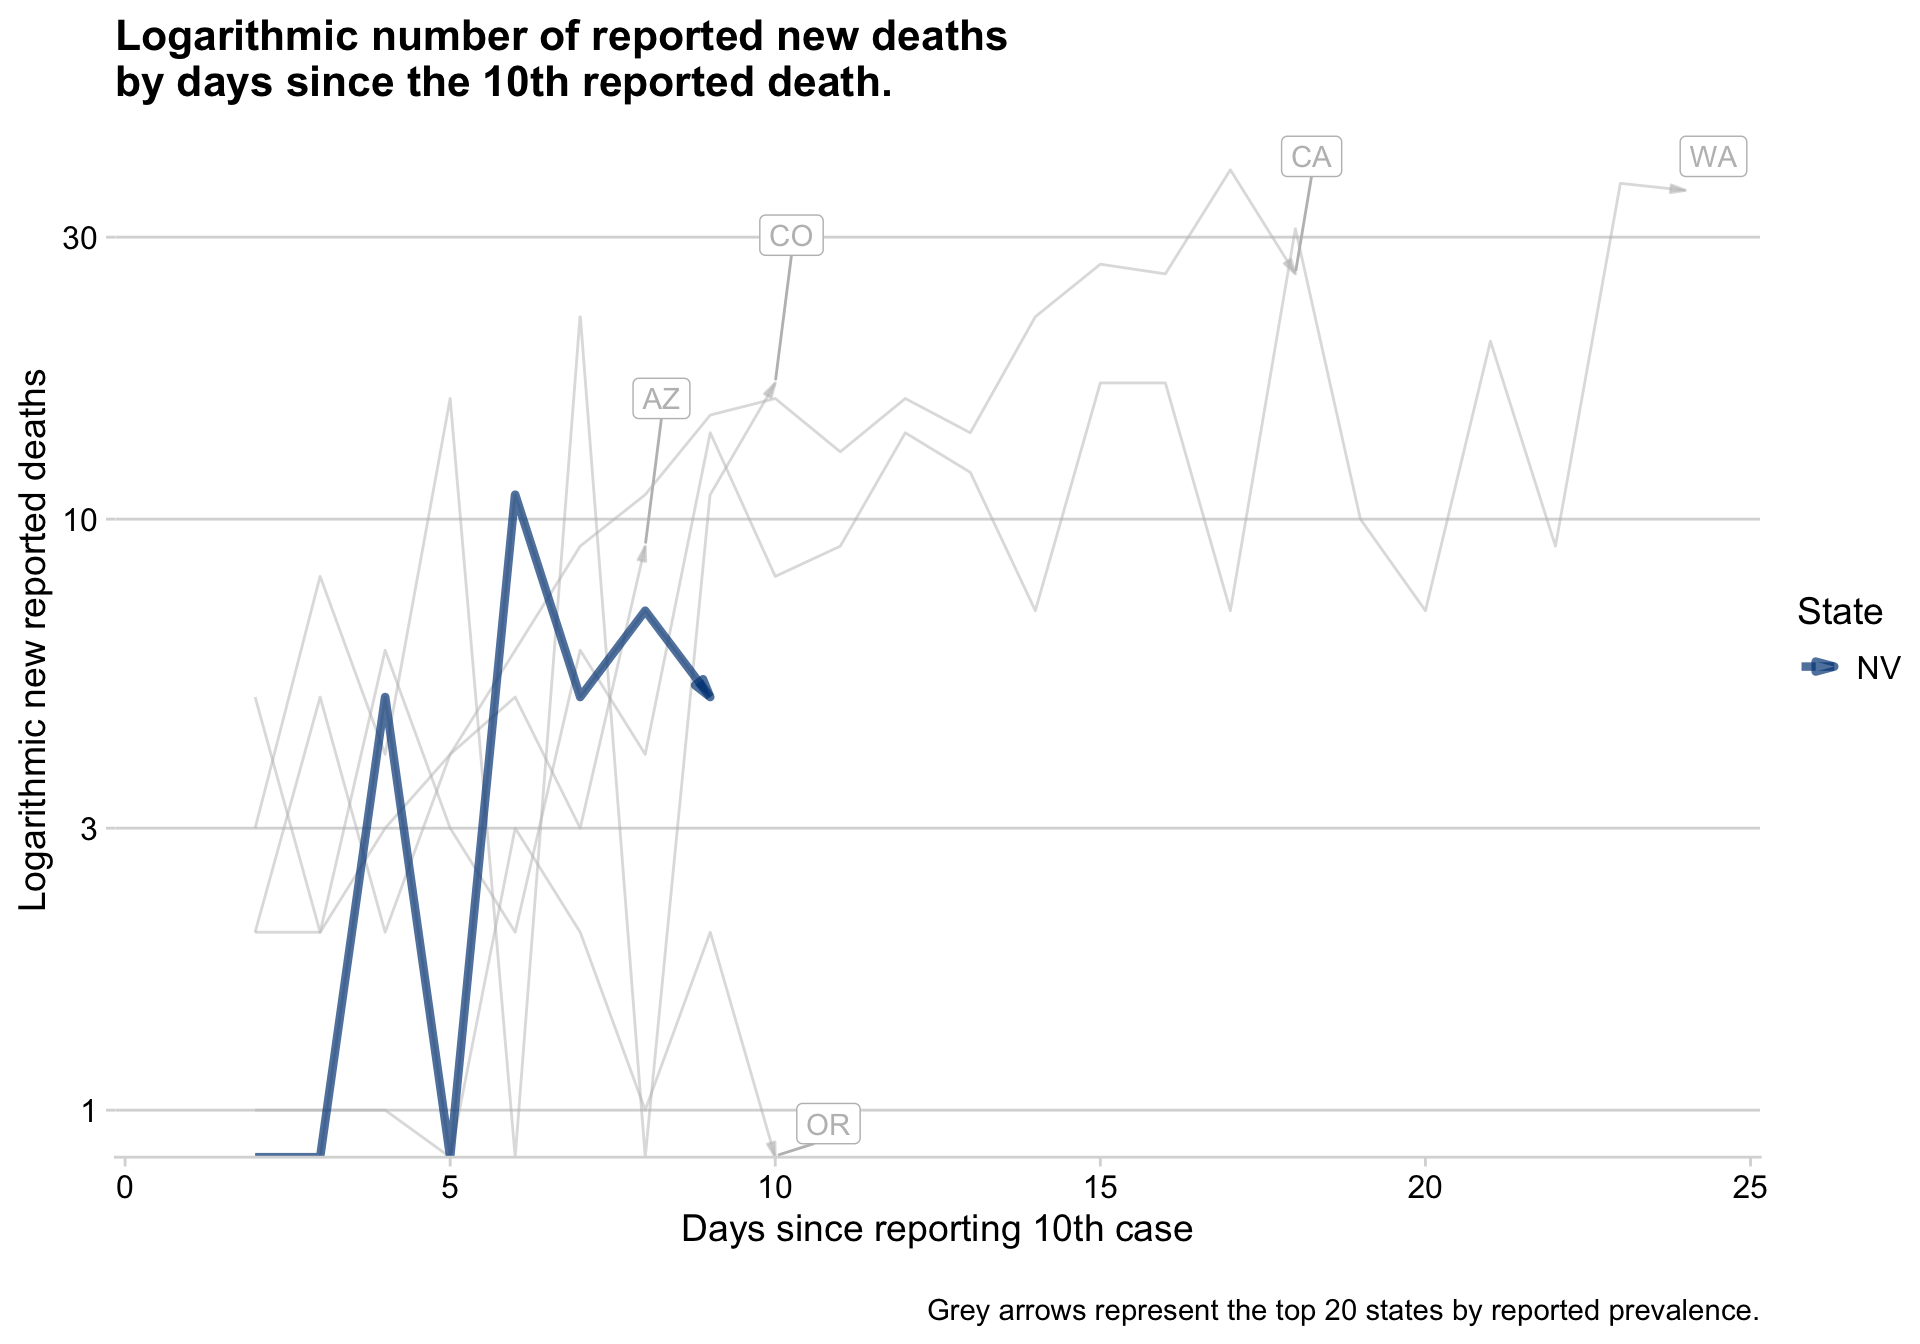 Logarithmic number of reported new deaths
by days since the 10th reported death.
CA
WA
CO
30
AZ
10
3
1
OR
Logarithmic new reported deaths
State
NV
0
5
10
15
20
25
Days since reporting 10th case
Grey arrows represent the top 20 states by reported prevalence.